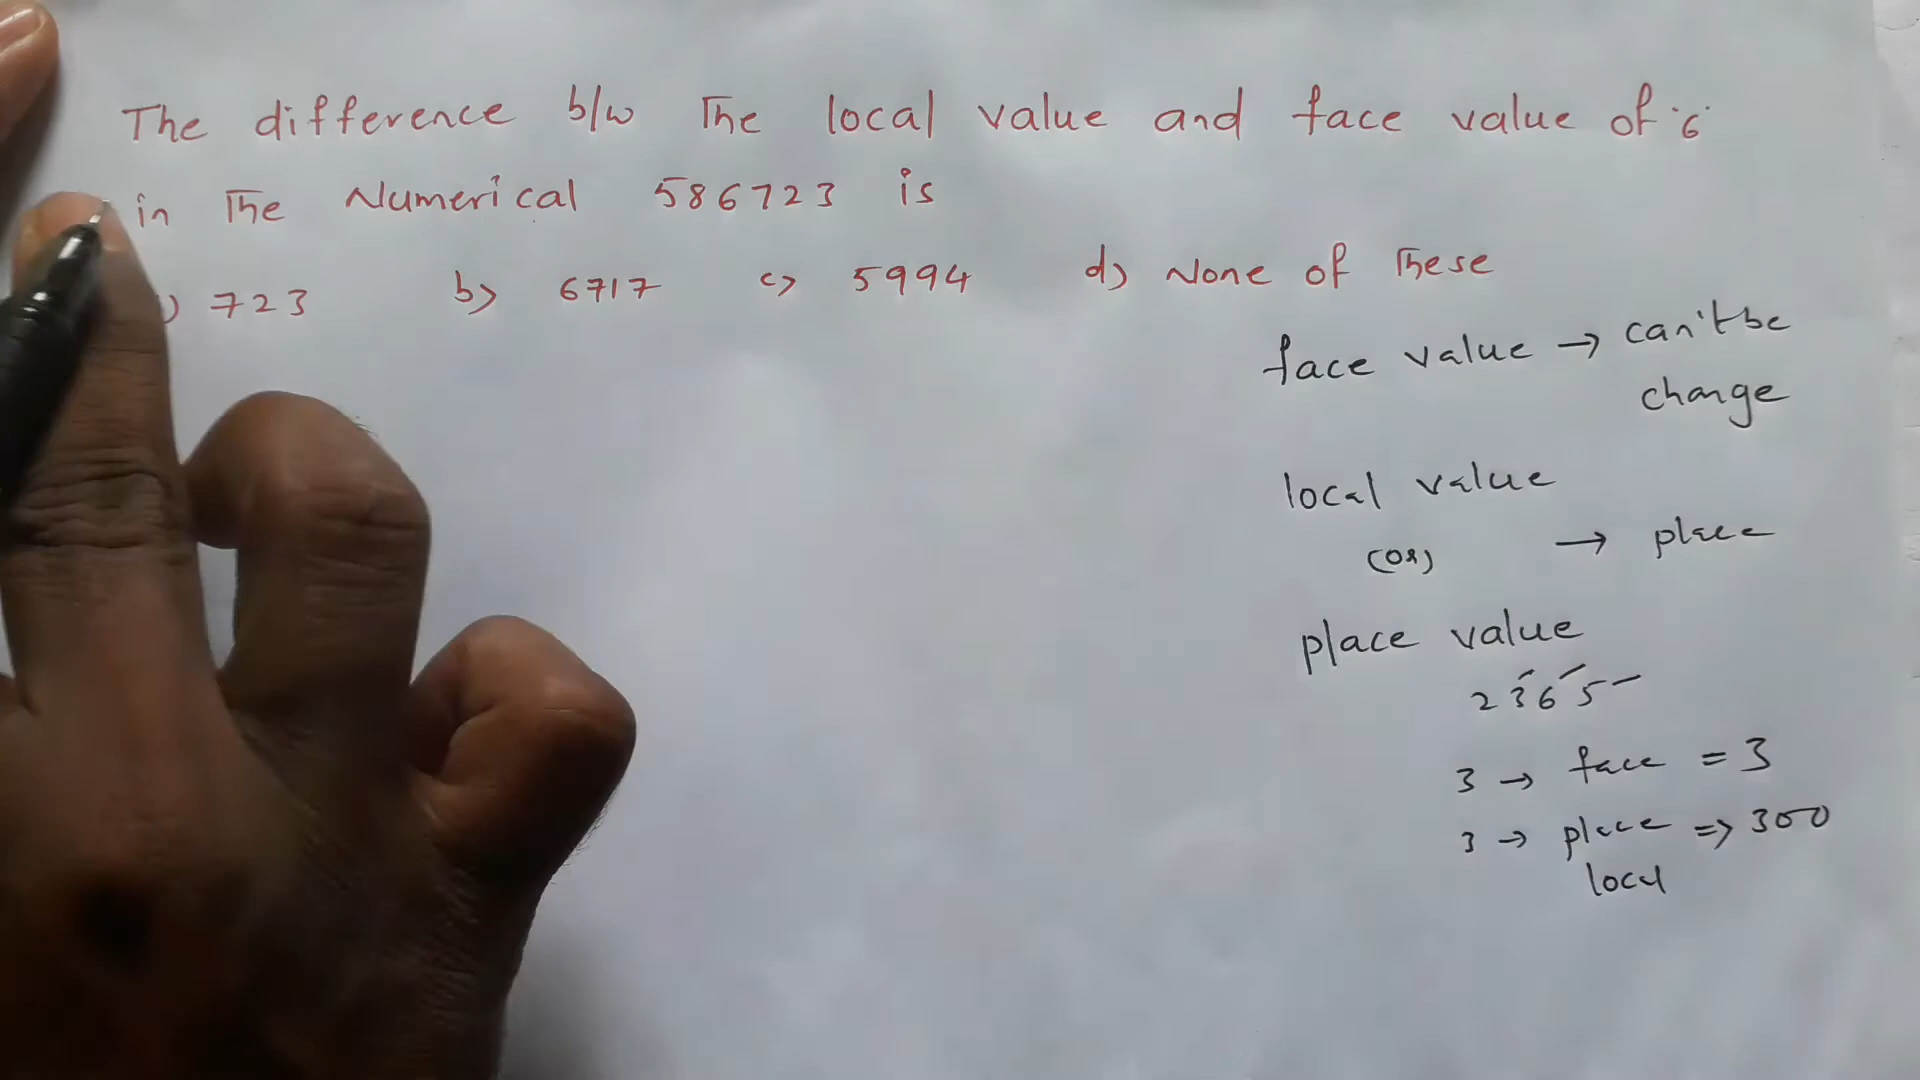 The difference b/w The local value and face value of '6'
in The Numerical 586723 is
) 723 b) 6717 c) 5994 d) None of These
face value → can't be
change
local value
(or) → place
place value
2365
3 → face = 3
3 → place => 300
local